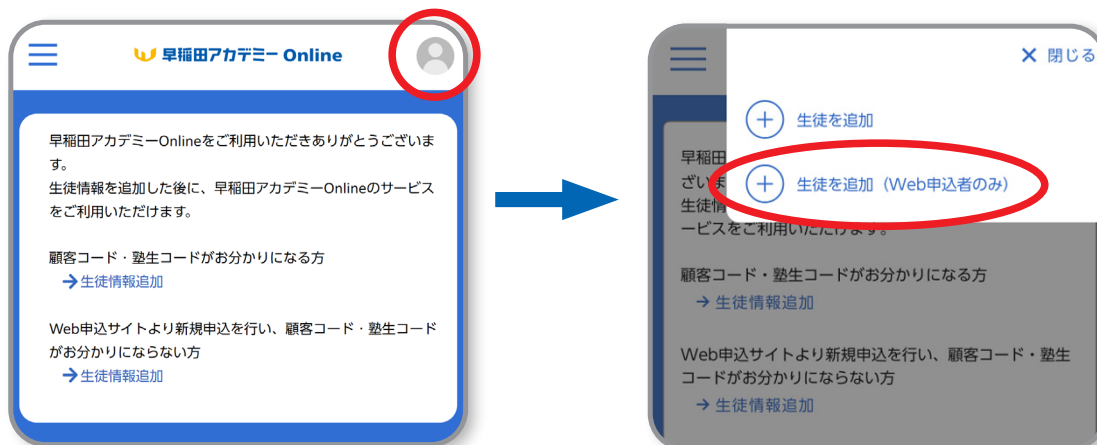 早稲田アカデミー Online
早稲田アカデミーOnlineをご利用いただきありがとうございま
す。
生徒情報を追加した後に、早稲田アカデミーOnlineのサービス
をご利用いただけます。
顧客コード・塾生コードがお分かりになる方
→生徒情報追加
Web申込サイトより新規申込を行い、顧客コード・塾生コード
がお分かりにならない方
→生徒情報追加
× 閉じる
生徒を追加
生徒を追加（Web申込者のみ）
早稲田
ざいま
生徒情
ービスをご利用いただけます。
顧客コード・塾生コードがお分かりになる方
→ 生徒情報追加
Web申込サイトより新規申込を行い、顧客コード・塾生
コードがお分かりにならない方
→ 生徒情報追加